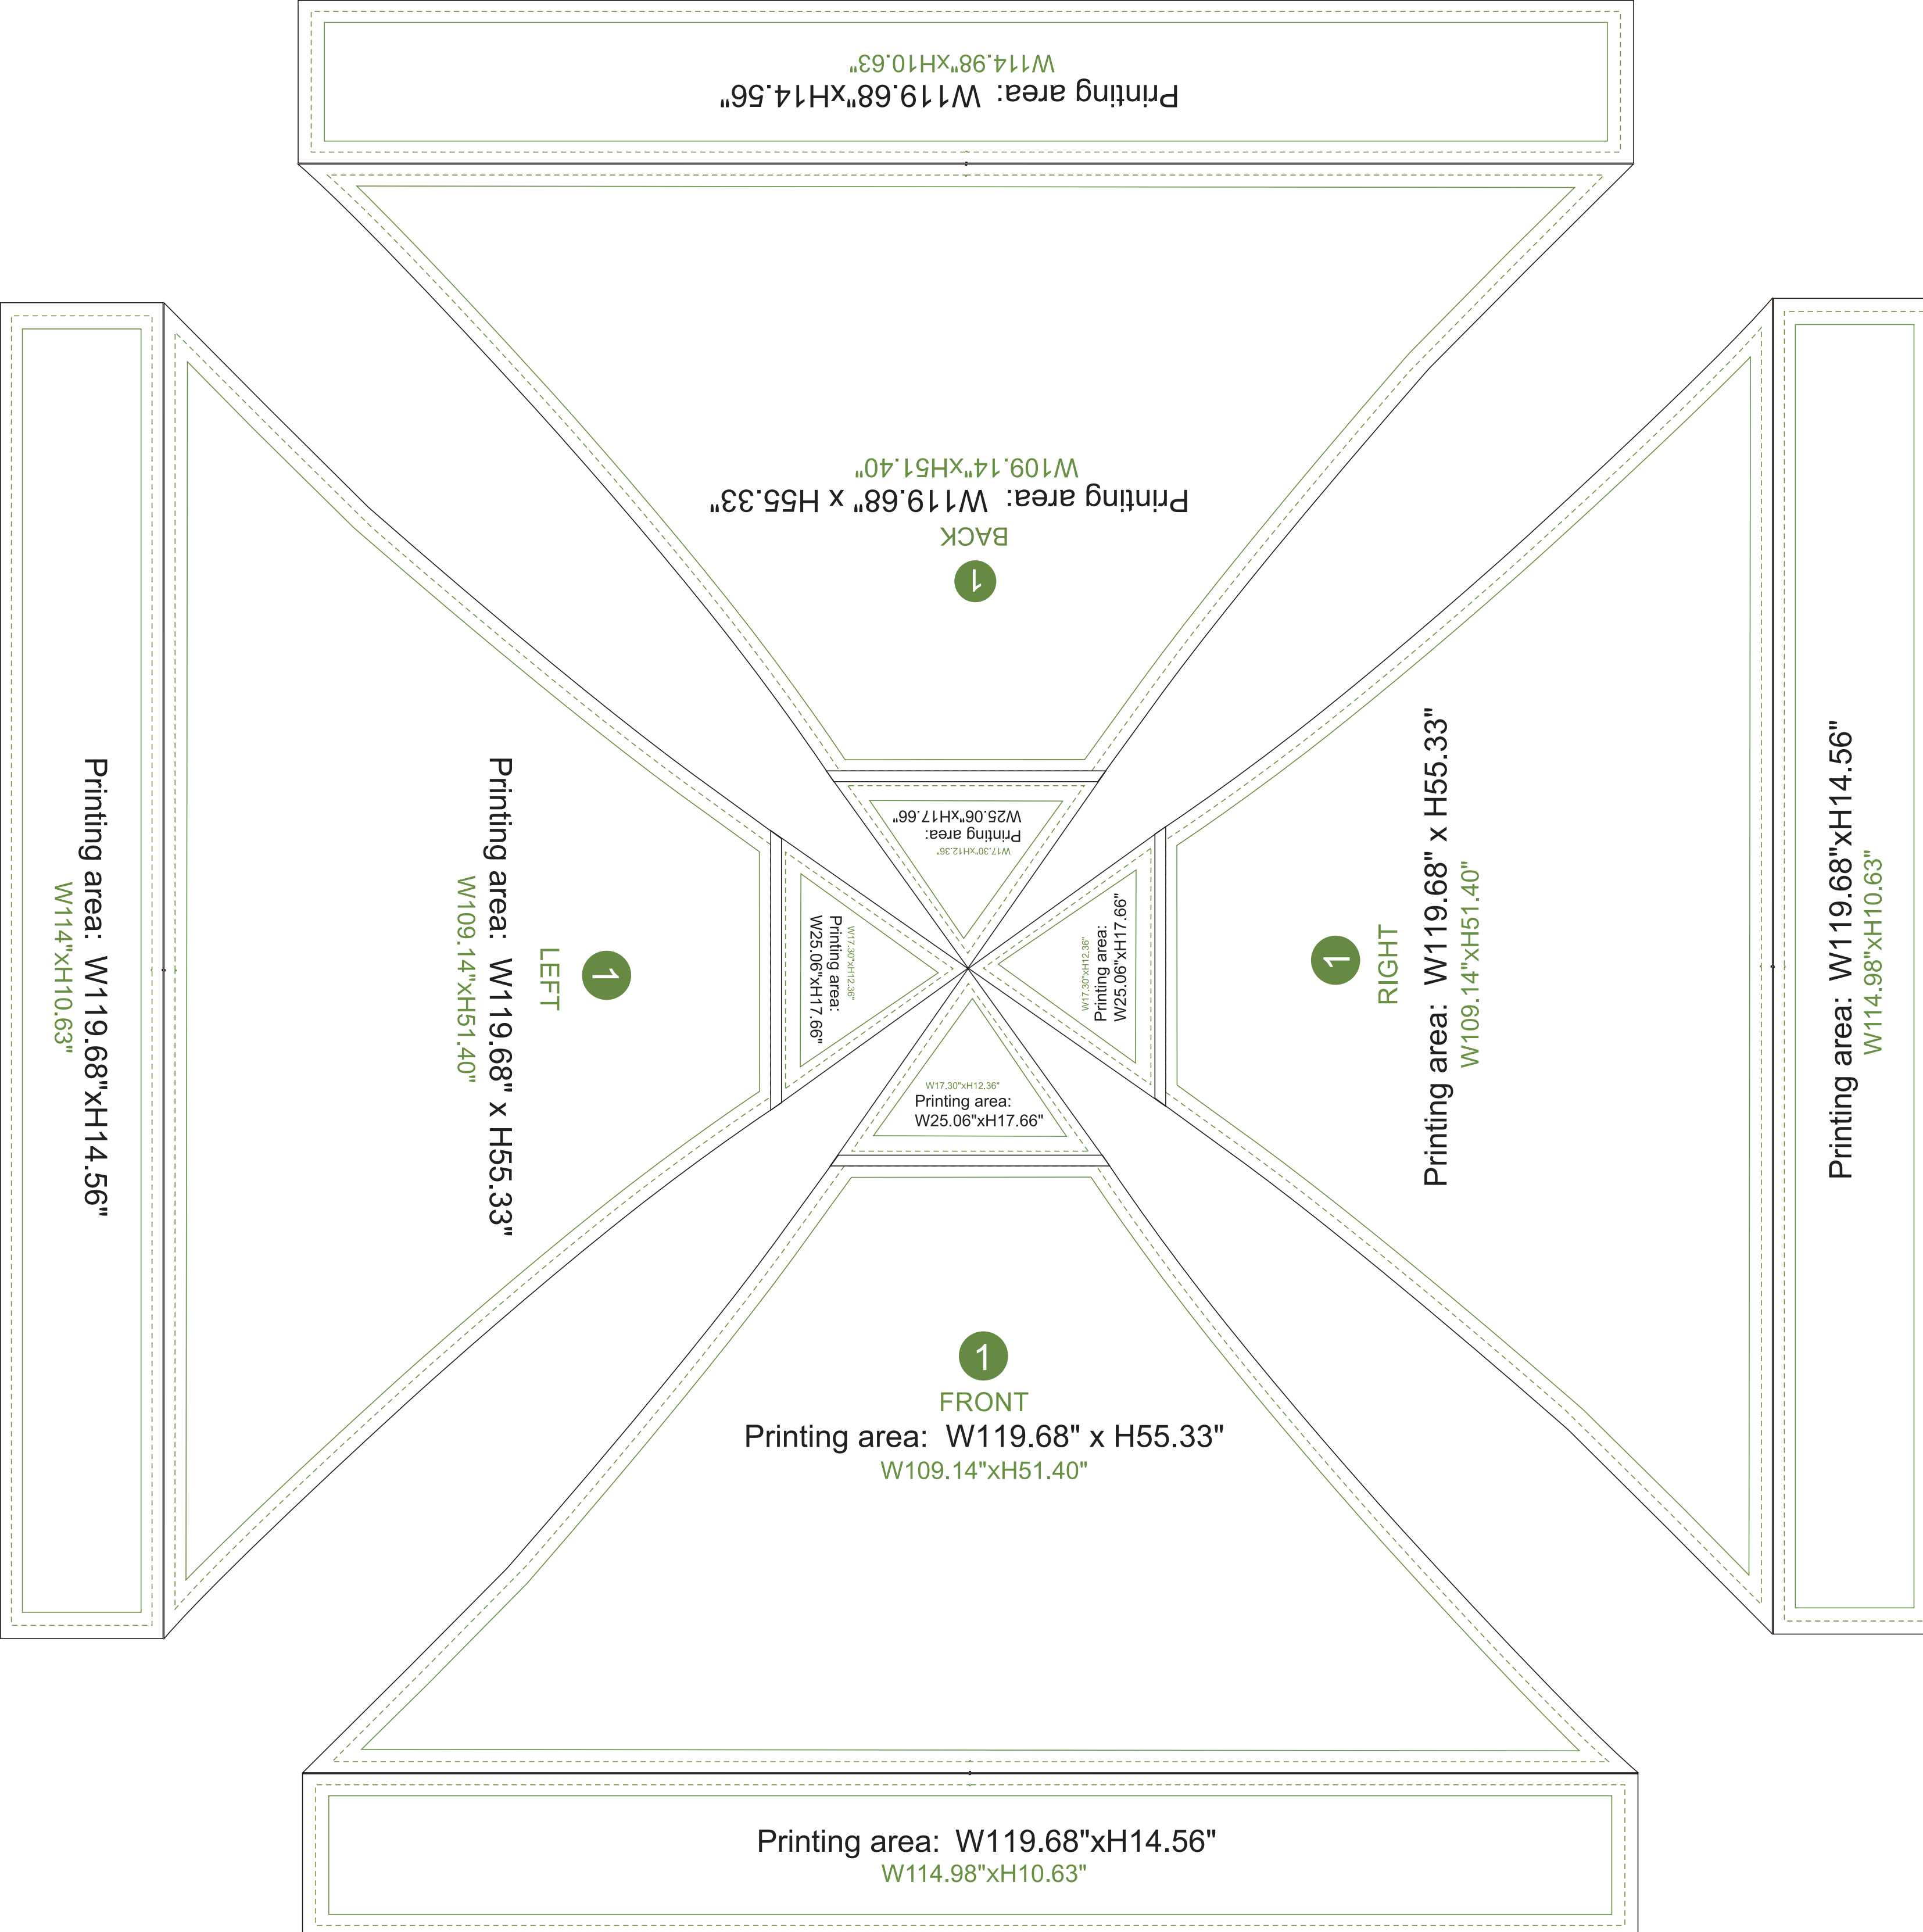 W114.98"xH10.63"
Printing area:  W119.68"xH14.56"
W109.14"xH51.40"
Printing area:  W119.68" x H55.33"
BACK
1
W25.06"xH17.66"
Printing area:
W17.30"xH12.36"
Printing area:  W119.68"xH14.56"
W114"xH10.63"
Printing area:  W119.68" x H55.33"
W109.14"xH51.40"
LEFT
1
W17.30"xH12.36"
Printing area:
W25.06"xH17.66"
W17.30"xH12.36"
Printing area:
W25.06"xH17.66"
1
RIGHT
Printing area:  W119.68" x H55.33"
W109.14"xH51.40"
Printing area:  W119.68"xH14.56"
W114.98"xH10.63"
W17.30"xH12.36"
Printing area:
W25.06"xH17.66"
1
FRONT
Printing area:  W119.68" x H55.33"
W109.14"xH51.40"
Printing area:  W119.68"xH14.56"
W114.98"xH10.63"